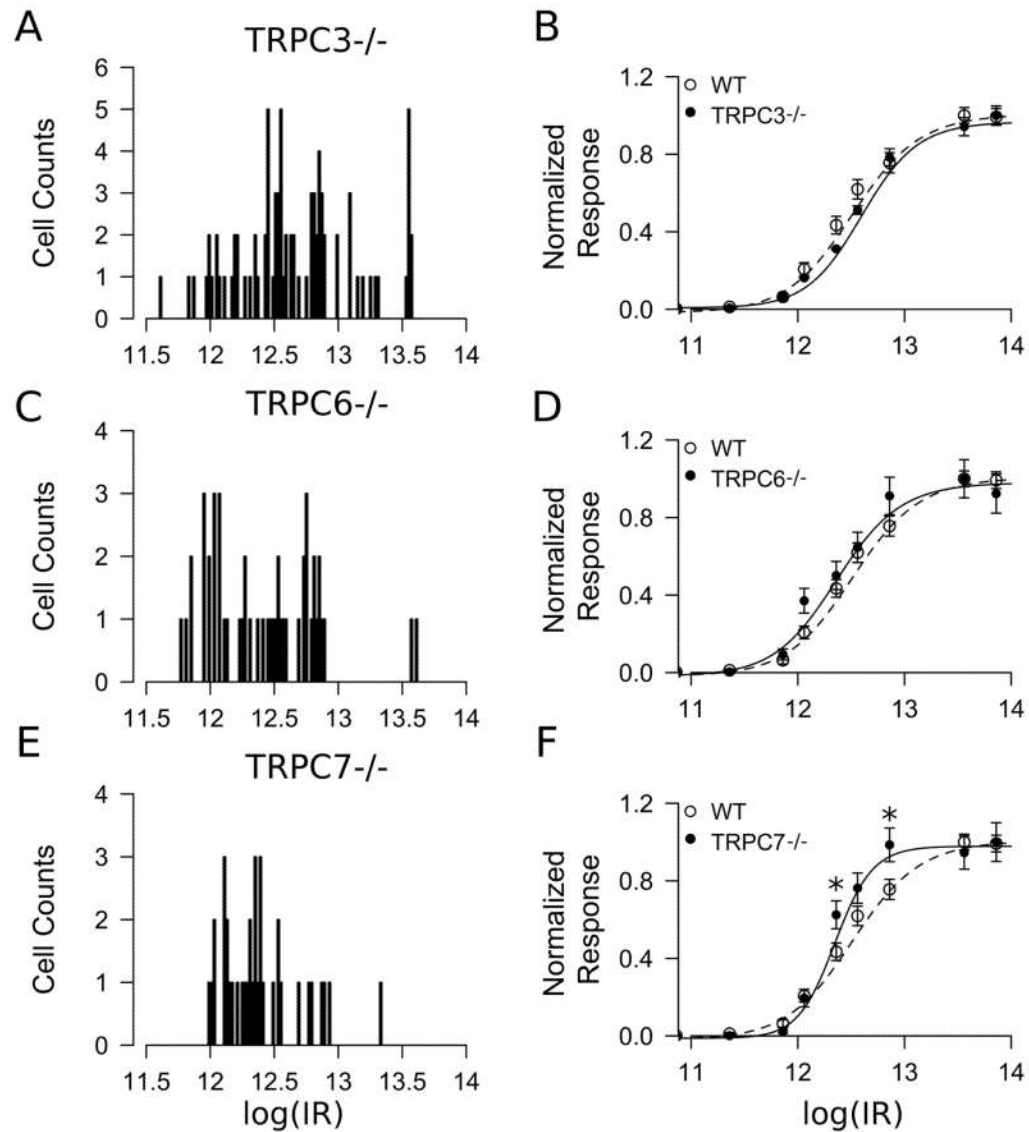 A
TRPC3-/-
6
5
4
3
2
1
0
Cell Counts
11.5 12 12.5 13 13.5 14
B
1.2
0.8
0.4
0.0
Normalized
Response
WT
TRPC3-/-
11 12 13 14
C
TRPC6-/-
4
3
2
1
0
Cell Counts
11.5 12 12.5 13 13.5 14
D
1.2
0.8
0.4
0.0
Normalized
Response
WT
TRPC6-/-
11 12 13 14
E
TRPC7-/-
4
3
2
1
0
Cell Counts
11.5 12 12.5 13 13.5 14
log(IR)
F
1.2
0.8
0.4
0.0
Normalized
Response
WT
TRPC7-/-
*
*
11 12 13 14
log(IR)